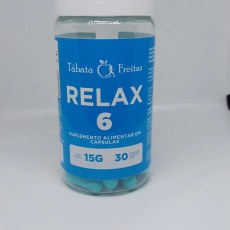 Tábata Freitas
RELAX
6
SUPLEMENTO ALIMENTAR EM
CÁPSULAS
15G 30